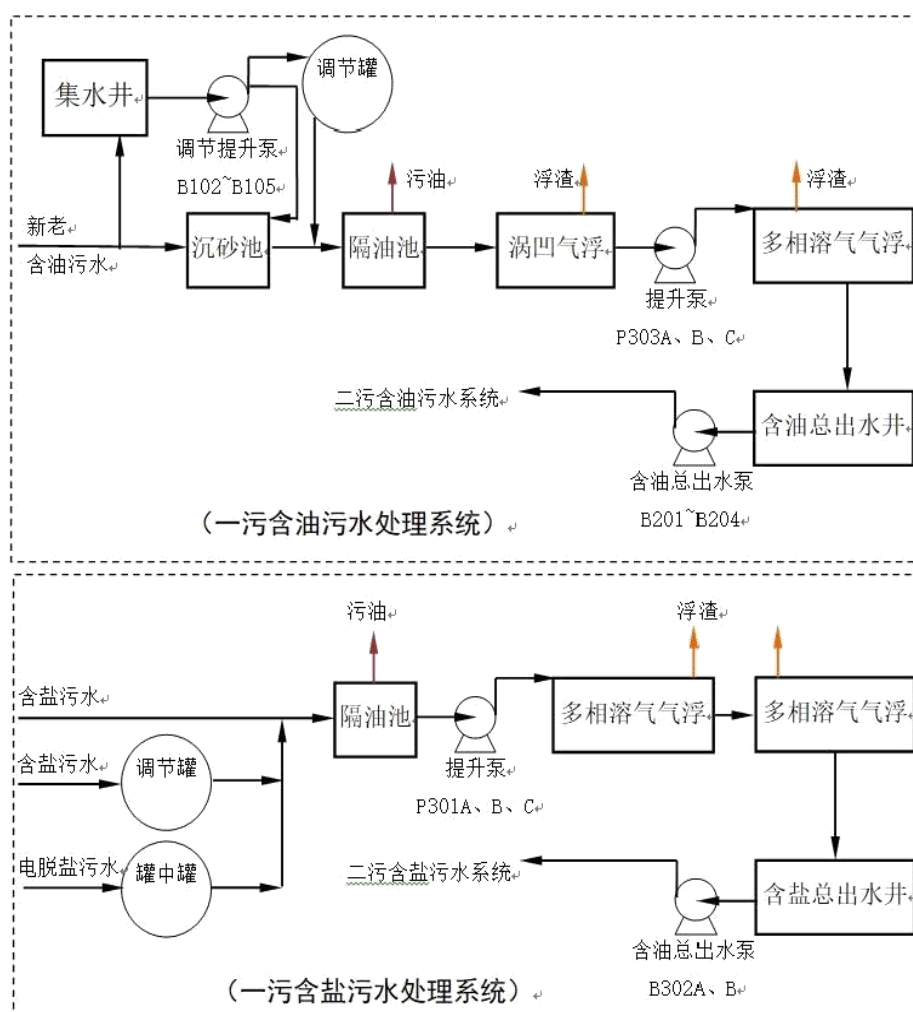 集水井
调节罐
调节提升泵
B102~B105
污油
浮渣
浮渣
新老
含油污水
沉砂池
隔油池
涡凹气浮
多相溶气气浮
提升泵
P303A、B、C
二污含油污水系统
含油总出水井
含油总出水泵
B201~B204
(一污含油污水处理系统)
污油
浮渣
含盐污水
隔油池
多相溶气气浮
多相溶气气浮
含盐污水
调节罐
提升泵
P301A、B、C
电脱盐污水
罐中罐
二污含盐污水系统
含盐总出水井
含油总出水泵
B302A、B
(一污含盐污水处理系统)